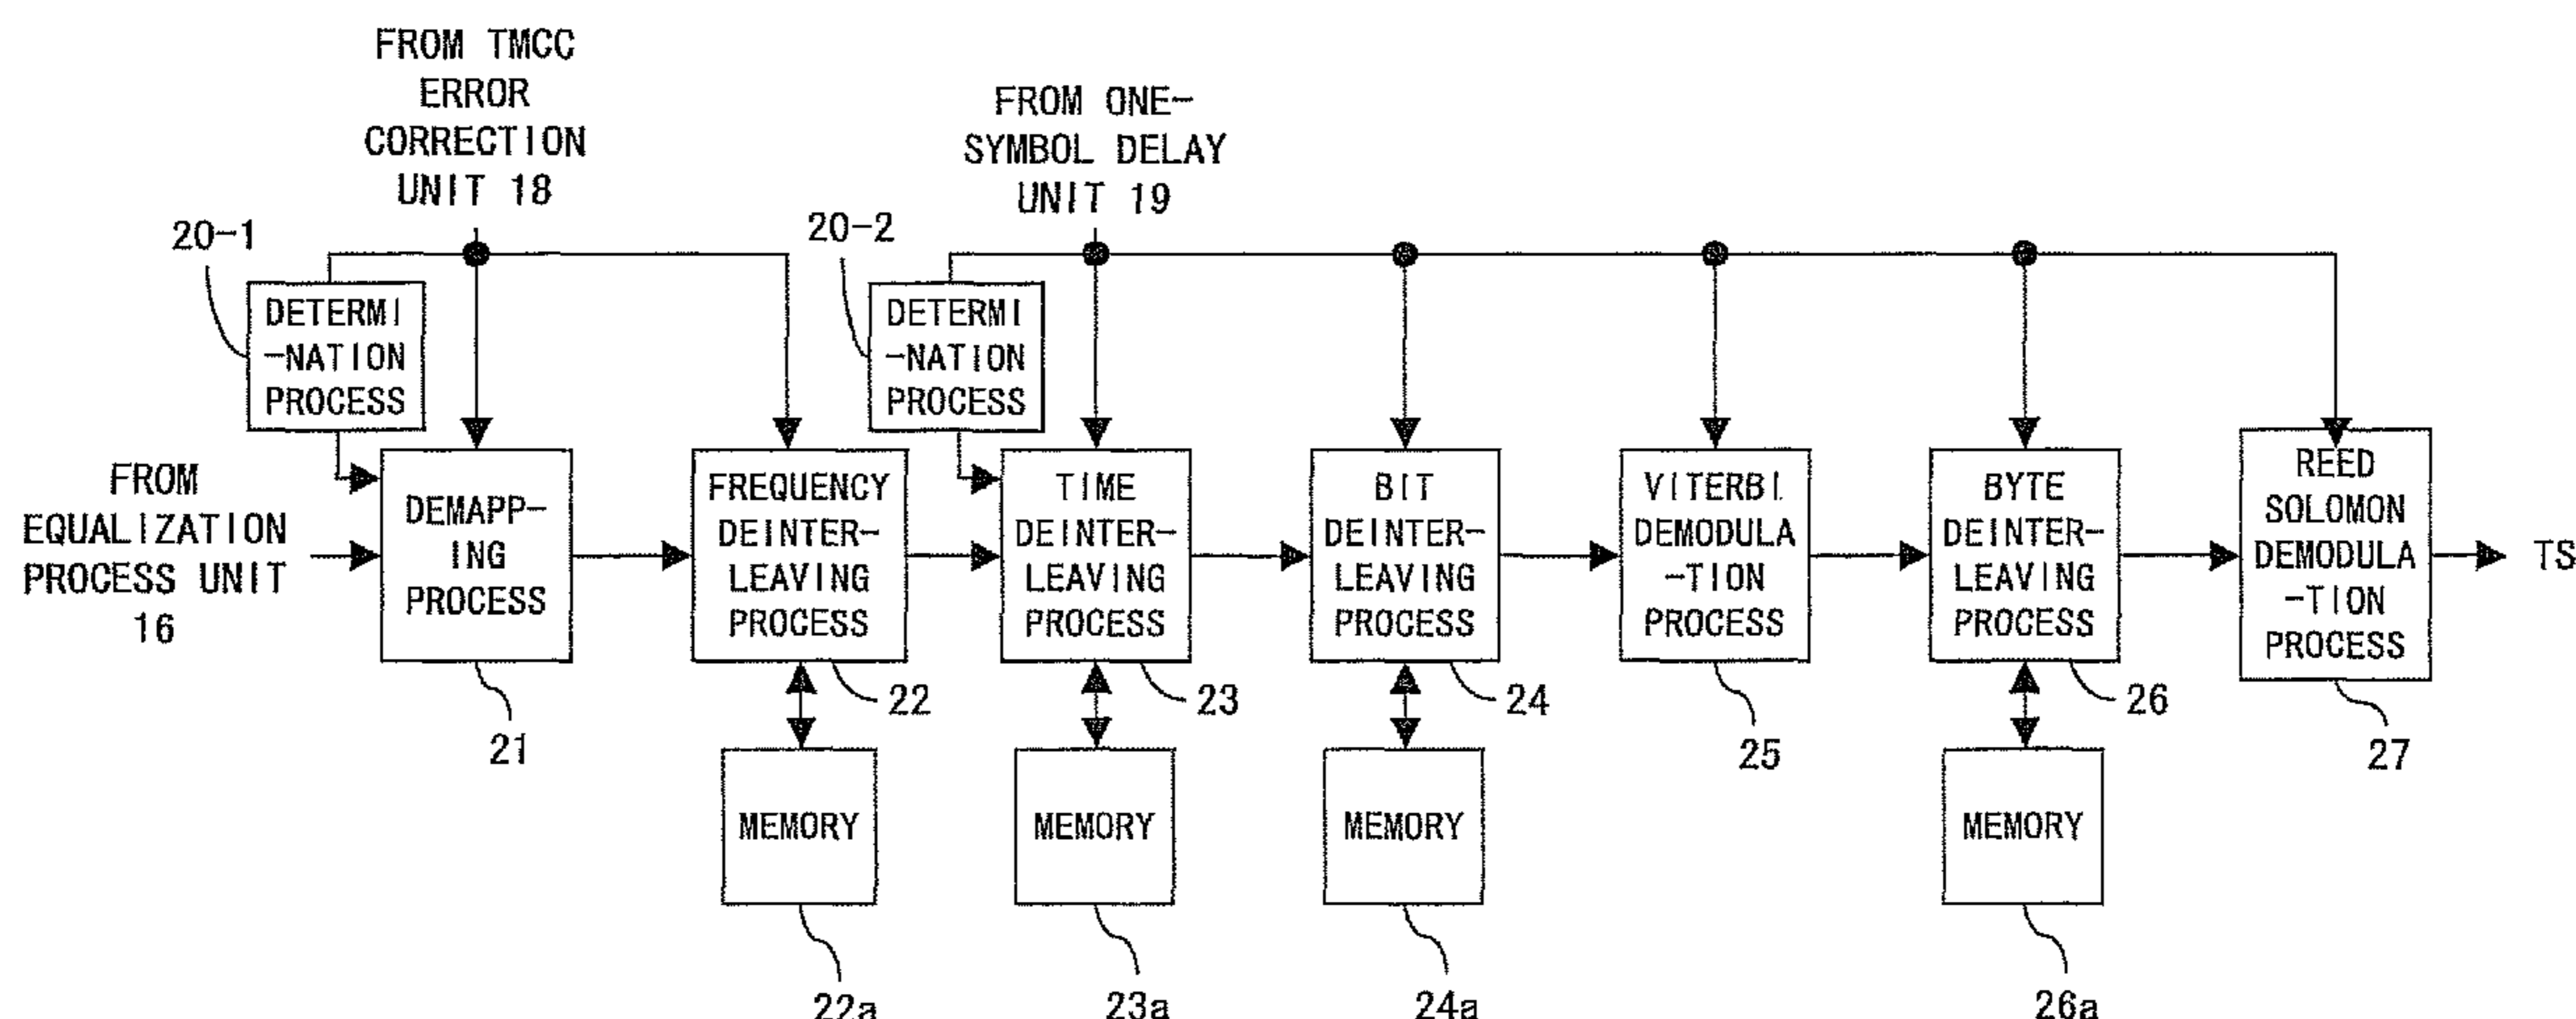 FROM TMCC
ERROR
CORRECTION
UNIT 18
FROM ONE-
SYMBOL DELAY
UNIT 19
20-1
20-2
DETERMI
-NATION
PROCESS
DETERMI
-NATION
PROCESS
FROM
EQUALIZATION
PROCESS UNIT
16
DEMAPP-
ING
PROCESS
FREQUENCY
DEINTER-
LEAVING
PROCESS
TIME
DEINTER-
LEAVING
PROCESS
BIT
DEINTER-
LEAVING
PROCESS
VITERBI
DEMODULA
-TION
PROCESS
BYTE
DEINTER-
LEAVING
PROCESS
REED
SOLOMON
DEMODULA
-TION
PROCESS
TS
21
22
23
24
25
26
27
MEMORY
MEMORY
MEMORY
MEMORY
22a
23a
24a
26a